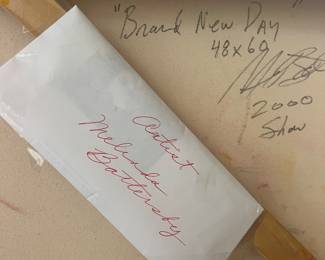 "Brand New Day"
48x60
2000
Show
Artist
Melinda
Battersby